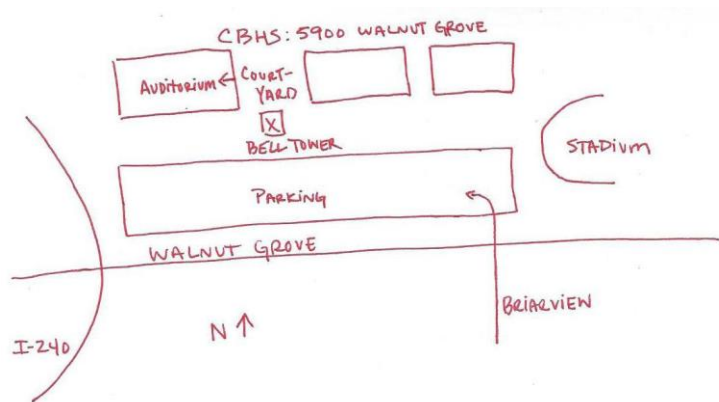 CBHS: 5900 WALNUT GROVE
AUDITORIUM
COURT-
YARD
X
BELL TOWER
STADIUM
PARKING
WALNUT GROVE
BRIARVIEW
I-240
N